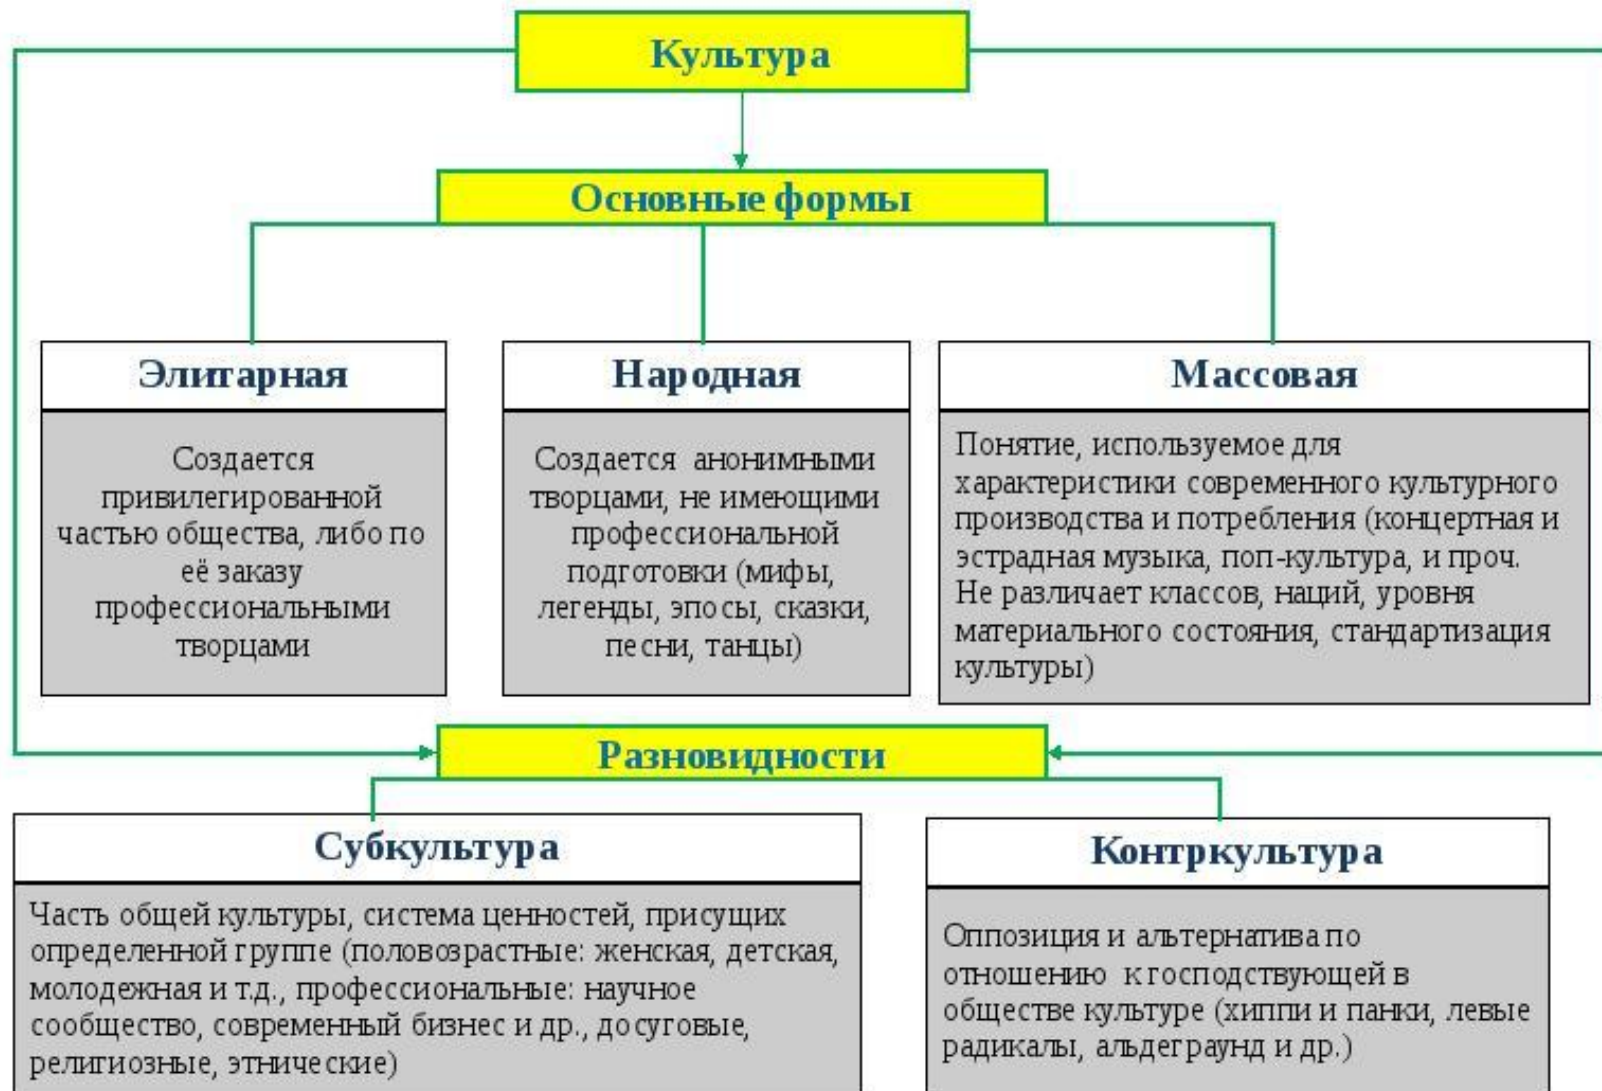 Культура
Основные формы
Элитарная
Создается
привилегированной
частью общества, либо по
её заказу
профессиональными
творцами
Народная
Создается анонимными
творцами, не имеющими
профессиональной
подготовки (мифы,
легенды, эпосы, сказки,
песни, танцы)
Массовая
Понятие, используемое для
характеристики современного культурного
производства и потребления (концертная и
эстрадная музыка, поп-культура, и проч.
Не различает классов, наций, уровня
материального состояния, стандартизация
культуры)
Разновидности
Субкультура
Часть общей культуры, система ценностей, присущих
определенной группе (половозрастные: женская, детская,
молодежная и т.д., профессиональные: научное
сообщество, современный бизнес и др., досуговые,
религиозные, этнические)
Контркультура
Оппозиция и альтернатива по
отношению к господствующей в
обществе культуре (хиппи и панки, левые
радикалы, альдеграунд и др.)